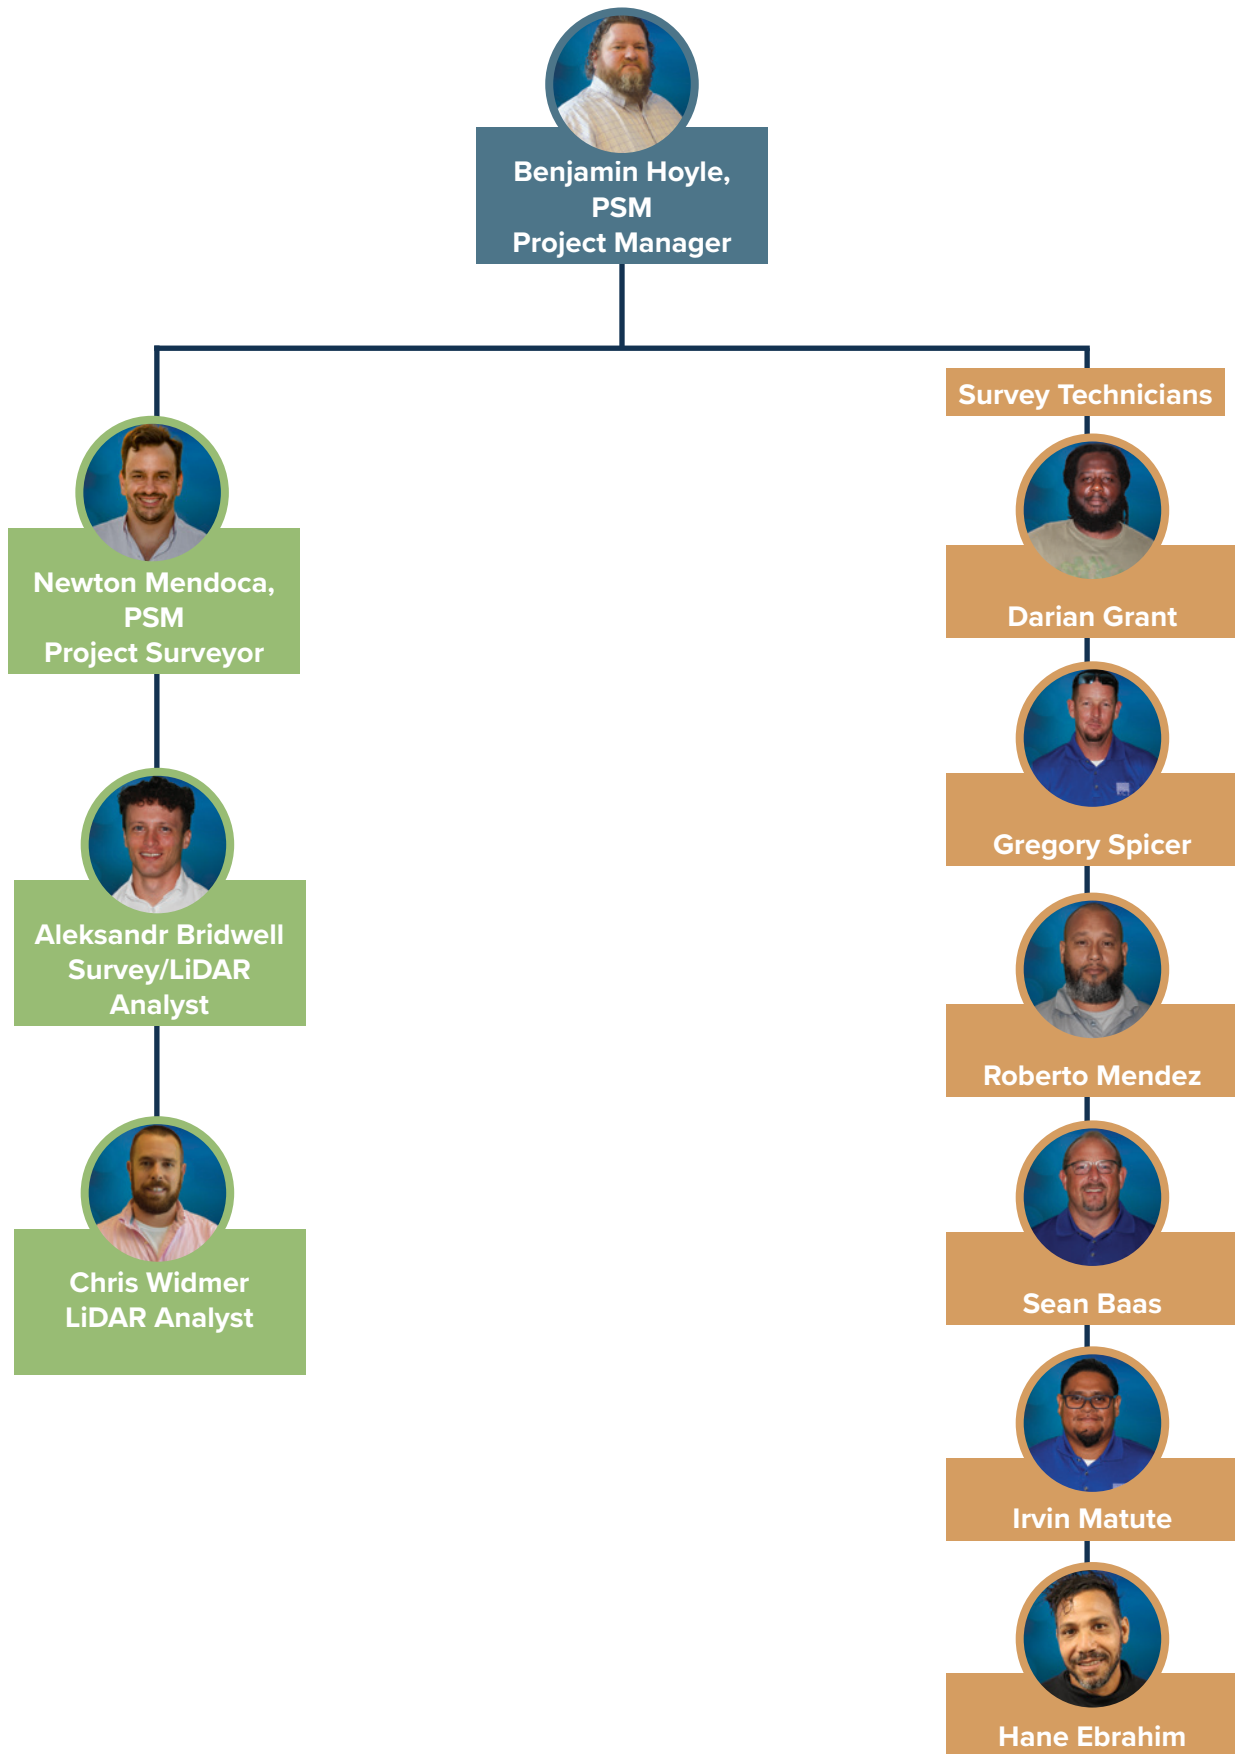 Benjamin Hoyle,
PSM
Project Manager
Survey Technicians
Newton Mendoca,
PSM
Project Surveyor
Darian Grant
Gregory Spicer
Aleksandr Bridwell
Survey/LiDAR
Analyst
Roberto Mendez
Chris Widmer
LiDAR Analyst
Sean Baas
Irvin Matute
Hane Ebrahim